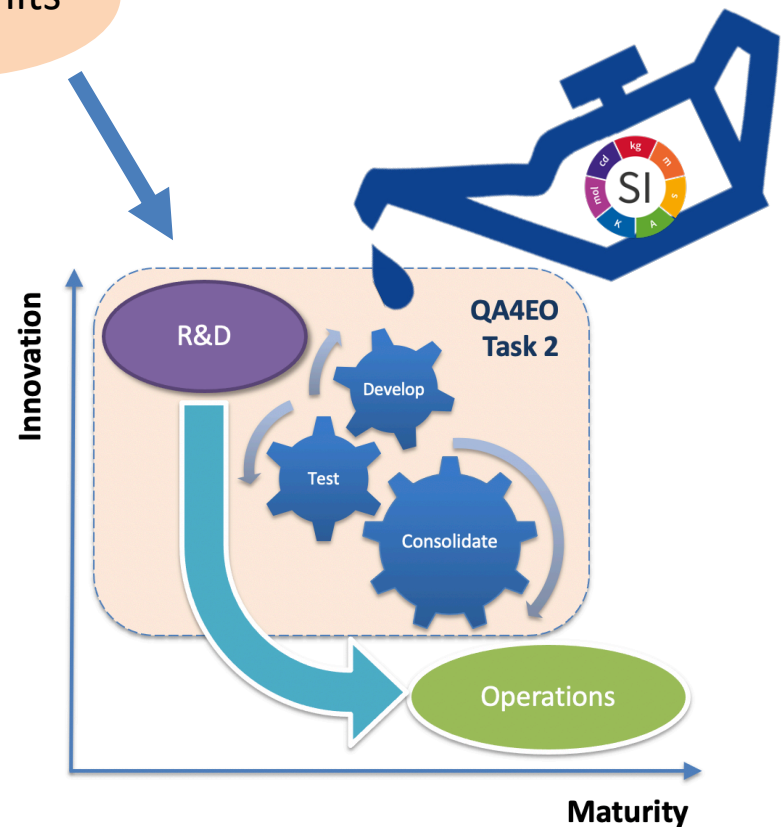 kg
m
s
A
K
mol
cd
SI
QA4EO
Task 2
R&D
Develop
Test
Consolidate
Operations
Innovation
Maturity